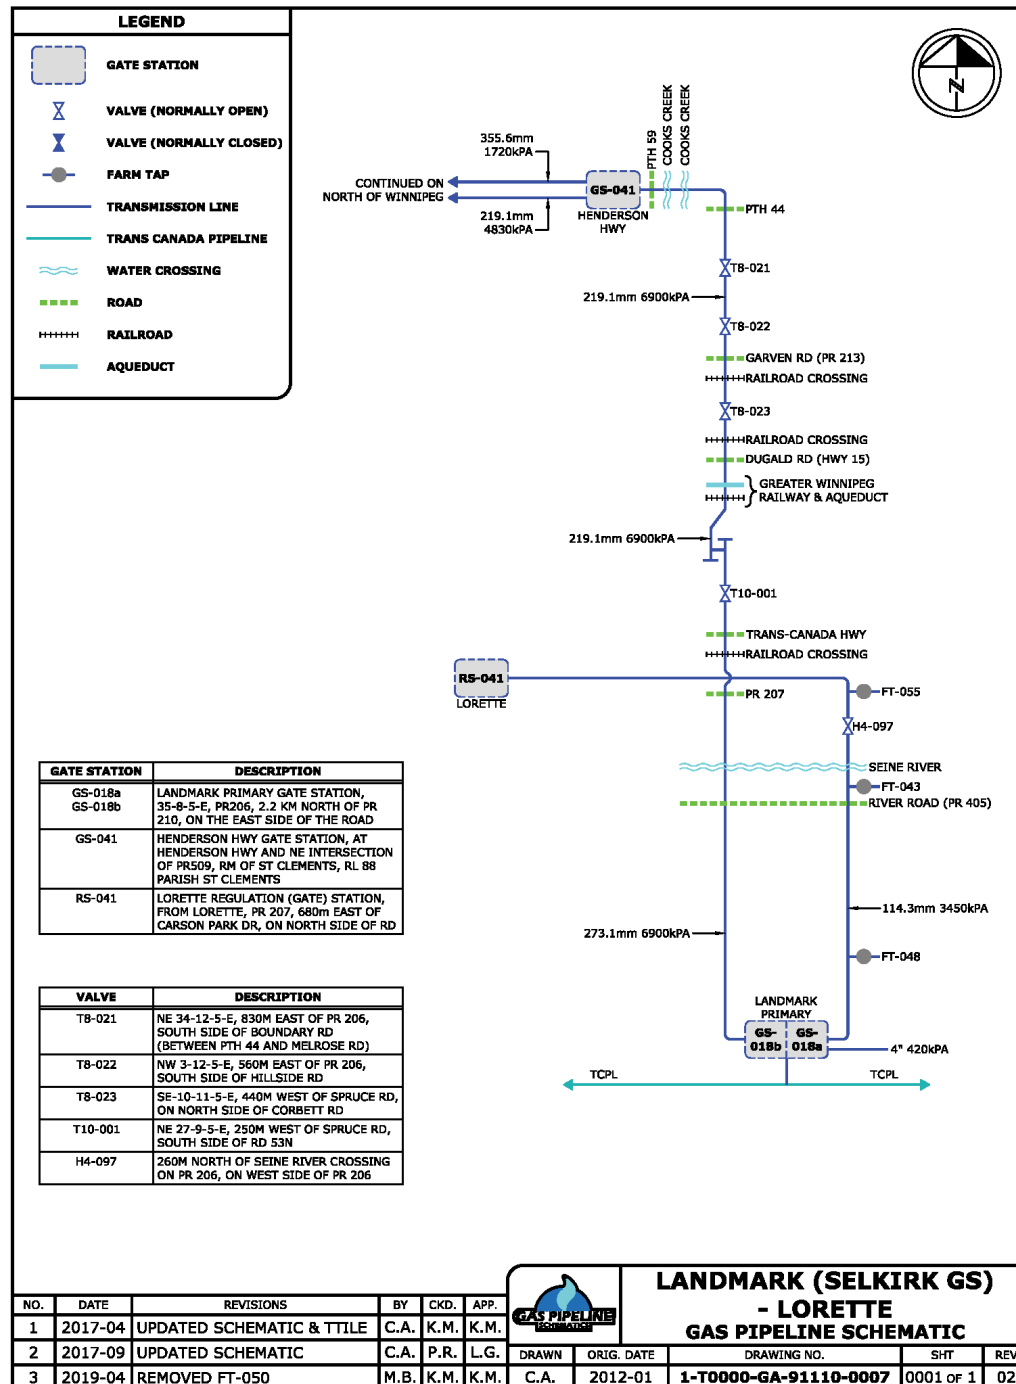 LEGEND
GATE STATION
VALVE (NORMALLY OPEN)
VALVE (NORMALLY CLOSED)
FARM TAP
TRANSMISSION LINE
TRANS CANADA PIPELINE
WATER CROSSING
ROAD
RAILROAD
AQUEDUCT
N
355.6mm
1720kPA
CONTINUED ON
NORTH OF WINNIPEG
219.1mm
4830kPA
GS-041
HENDERSON
HWY
PTH 59
COOKS CREEK
COOKS CREEK
PTH 44
T8-021
219.1mm 6900kPA
T8-022
GARVEN RD (PR 213)
RAILROAD CROSSING
T8-023
RAILROAD CROSSING
DUGALD RD (HWY 15)
GREATER WINNIPEG
RAILWAY & AQUEDUCT
219.1mm 6900kPA
T10-001
TRANS-CANADA HWY
RAILROAD CROSSING
RS-041
LORETTE
PR 207
FT-055
H4-097
SEINE RIVER
FT-043
RIVER ROAD (PR 405)
114.3mm 3450kPA
273.1mm 6900kPA
FT-048
LANDMARK
PRIMARY
GS-018b
GS-018a
4" 420kPA
TCPL
TCPL
GATE STATION DESCRIPTION
GS-018a LANDMARK PRIMARY GATE STATION,
GS-018b 35-8-5-E, PR206, 2.2 KM NORTH OF PR
210, ON THE EAST SIDE OF THE ROAD
GS-041 HENDERSON HWY GATE STATION, AT
HENDERSON HWY AND NE INTERSECTION
OF PR509, RM OF ST CLEMENTS, RL 88
PARISH ST CLEMENTS
RS-041 LORETTE REGULATION (GATE) STATION,
FROM LORETTE, PR 207, 680m EAST OF
CARSON PARK DR, ON NORTH SIDE OF RD
VALVE DESCRIPTION
T8-021 NE 34-12-5-E, 830M EAST OF PR 206,
SOUTH SIDE OF BOUNDARY RD
(BETWEEN PTH 44 AND MELROSE RD)
T8-022 NW 3-12-5-E, 560M EAST OF PR 206,
SOUTH SIDE OF HILLSIDE RD
T8-023 SE-10-11-5-E, 440M WEST OF SPRUCE RD,
ON NORTH SIDE OF CORBETT RD
T10-001 NE 27-9-5-E, 250M WEST OF SPRUCE RD,
SOUTH SIDE OF RD 53N
H4-097 260M NORTH OF SEINE RIVER CROSSING
ON PR 206, ON WEST SIDE OF PR 206
NO. DATE REVISIONS BY CKD. APP.
1 2017-04 UPDATED SCHEMATIC & TTILE C.A. K.M. K.M.
2 2017-09 UPDATED SCHEMATIC C.A. P.R. L.G.
3 2019-04 REMOVED FT-050 M.B. K.M. K.M.
GAS PIPELINE
SCHEMATICS
LANDMARK (SELKIRK GS)
- LORETTE
GAS PIPELINE SCHEMATIC
DRAWN ORIG. DATE DRAWING NO. SHT REV
C.A. 2012-01 1-T0000-GA-91110-0007 0001 OF 1 02